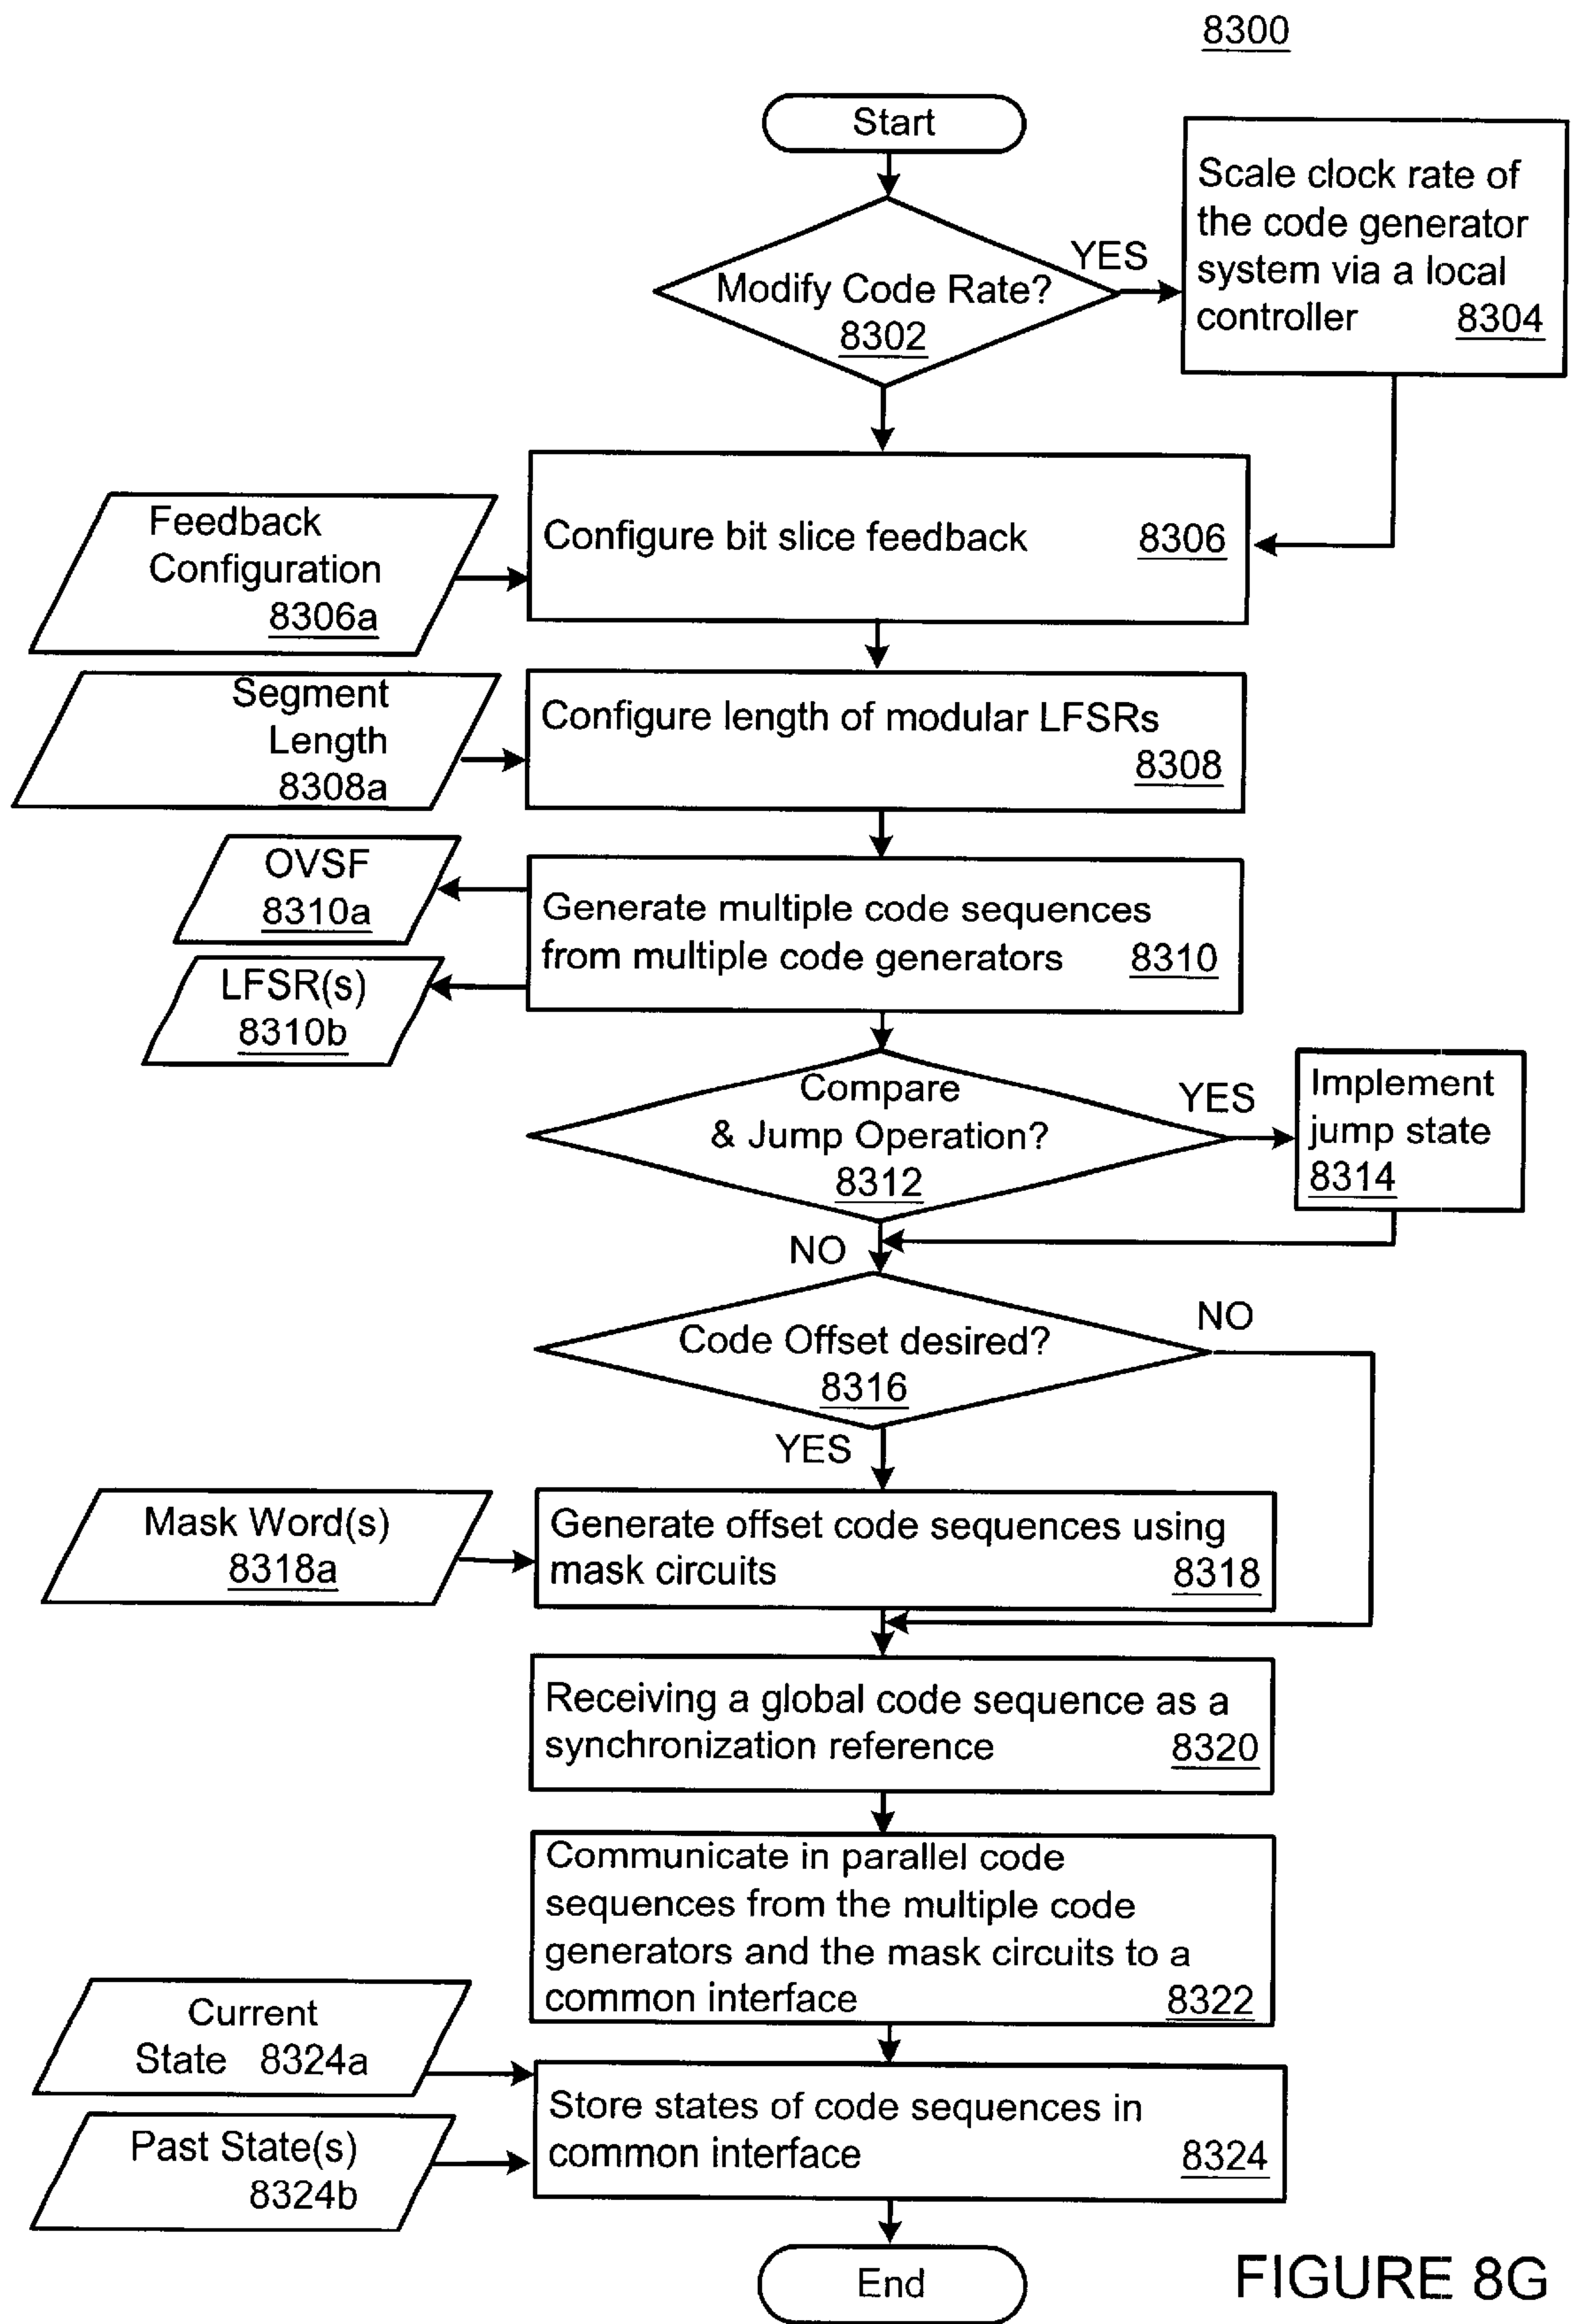 8300
Start
Scale clock rate of
the code generator
system via a local
controller 8304
YES
Modify Code Rate?
8302
Feedback
Configuration
8306a
Configure bit slice feedback 8306
Segment
Length
8308a
Configure length of modular LFSRs
8308
OVSF
8310a
LFSR(s)
8310b
Generate multiple code sequences
from multiple code generators 8310
Compare
& Jump Operation?
8312
YES
Implement
jump state
8314
NO
Code Offset desired?
8316
NO
YES
Mask Word(s)
8318a
Generate offset code sequences using
mask circuits 8318
Receiving a global code sequence as a
synchronization reference 8320
Communicate in parallel code
sequences from the multiple code
generators and the mask circuits to a
common interface 8322
Current
State 8324a
Past State(s)
8324b
Store states of code sequences in
common interface 8324
End
FIGURE 8G